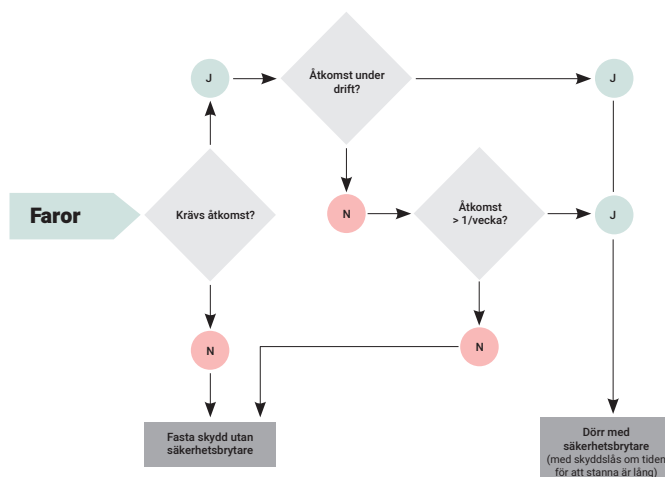 J
Åtkomst under
drift?
J
Faror
Krävs åtkomst?
N
Åtkomst
> 1/vecka?
J
N
N
Fasta skydd utan
säkerhetsbrytare
Dörr med
säkerhetsbrytare
(med skyddslås om tiden
för att stanna är lång)